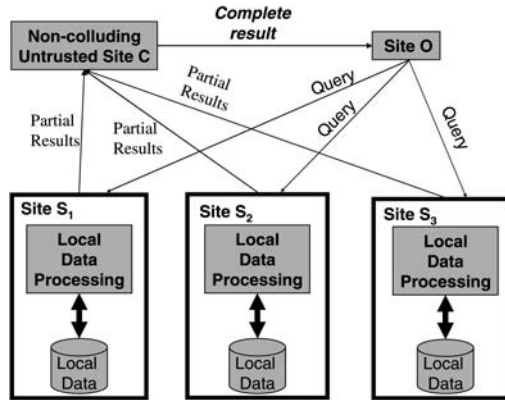 Complete
result
Non-colluding
Untrusted Site C
Site O
Partial
Results
Query
Partial
Results
Partial
Results
Query
Query
Site S1
Local
Data
Processing
Local
Data
Site S2
Local
Data
Processing
Local
Data
Site S3
Local
Data
Processing
Local
Data